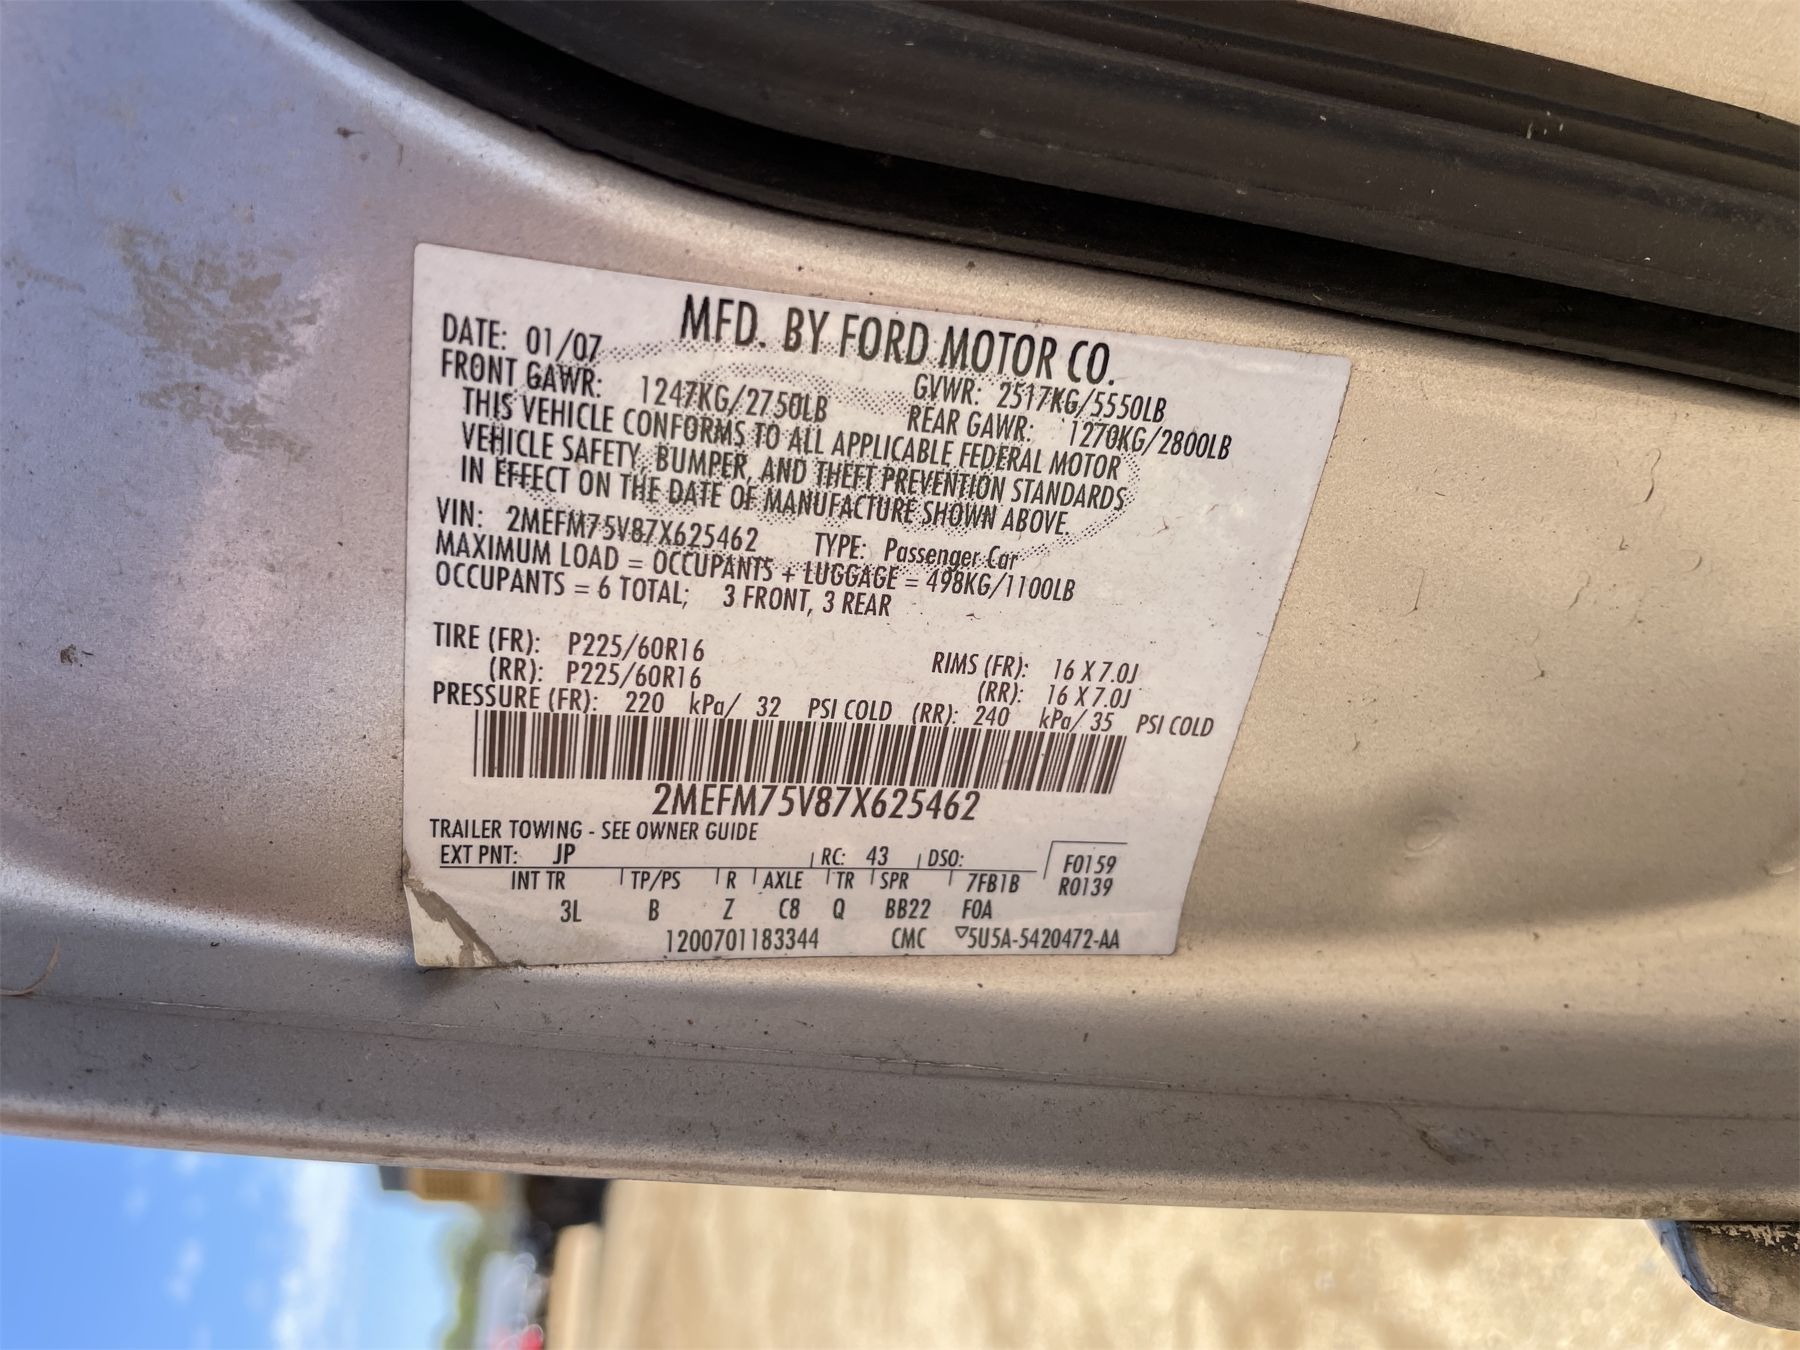 MFD. BY FORD MOTOR CO.
DATE: 01/07 GVWR: 2517KG/5550LB
FRONT GAWR: 1247KG/2750LB REAR GAWR: 1270KG/2800LB
THIS VEHICLE CONFORMS TO ALL APPLICABLE FEDERAL MOTOR
VEHICLE SAFETY, BUMPER, AND THEFT PREVENTION STANDARDS
IN EFFECT ON THE DATE OF MANUFACTURE SHOWN ABOVE.
VIN: 2MEFM75V87X625462 TYPE: Passenger Car
MAXIMUM LOAD = OCCUPANTS + LUGGAGE = 498KG/1100LB
OCCUPANTS = 6 TOTAL; 3 FRONT, 3 REAR
TIRE (FR): P225/60R16 RIMS (FR): 16 X 7.0J
(RR): P225/60R16 (RR): 16 X 7.0J
PRESSURE (FR): 220 kPa/ 32 PSI COLD (RR): 240 kPa/ 35 PSI COLD
2MEFM75V87X625462
TRAILER TOWING - SEE OWNER GUIDE
EXT PNT: JP RC: 43 DSO: F0159
INT TR TP/PS R AXLE TR SPR 7FB1B R0139
3L B Z C8 Q BB22 F0A
1200701183344 CMC ▽5U5A-5420472-AA